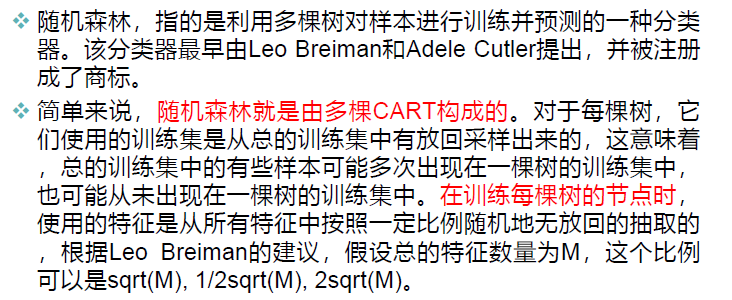 随机森林，指的是利用多棵树对样本进行训练并预测的一种分类
器。该分类器最早由Leo Breiman和Adele Cutler提出，并被注册
成了商标。
简单来说，随机森林就是由多棵CART构成的。对于每棵树，它
们使用的训练集是从总的训练集中有放回采样出来的，这意味着
，总的训练集中的有些样本可能多次出现在一棵树的训练集中，
也可能从未出现在一棵树的训练集中。在训练每棵树的节点时，
使用的特征是从所有特征中按照一定比例随机地无放回的抽取的
，根据Leo Breiman的建议，假设总的特征数量为M，这个比例
可以是sqrt(M), 1/2sqrt(M), 2sqrt(M)。